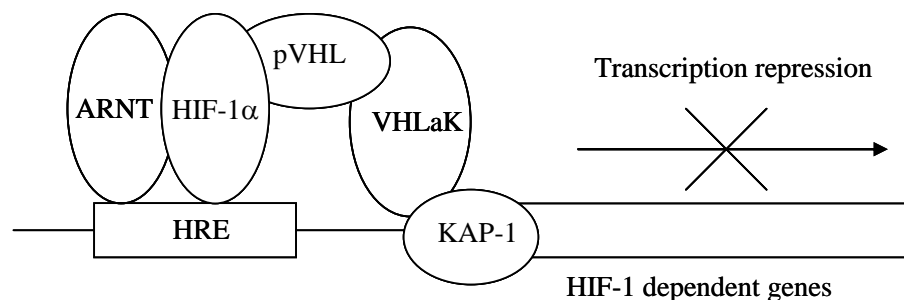 pVHL
Transcription repression
ARNT
HIF-1α
VHLaK
HRE
KAP-1
HIF-1 dependent genes